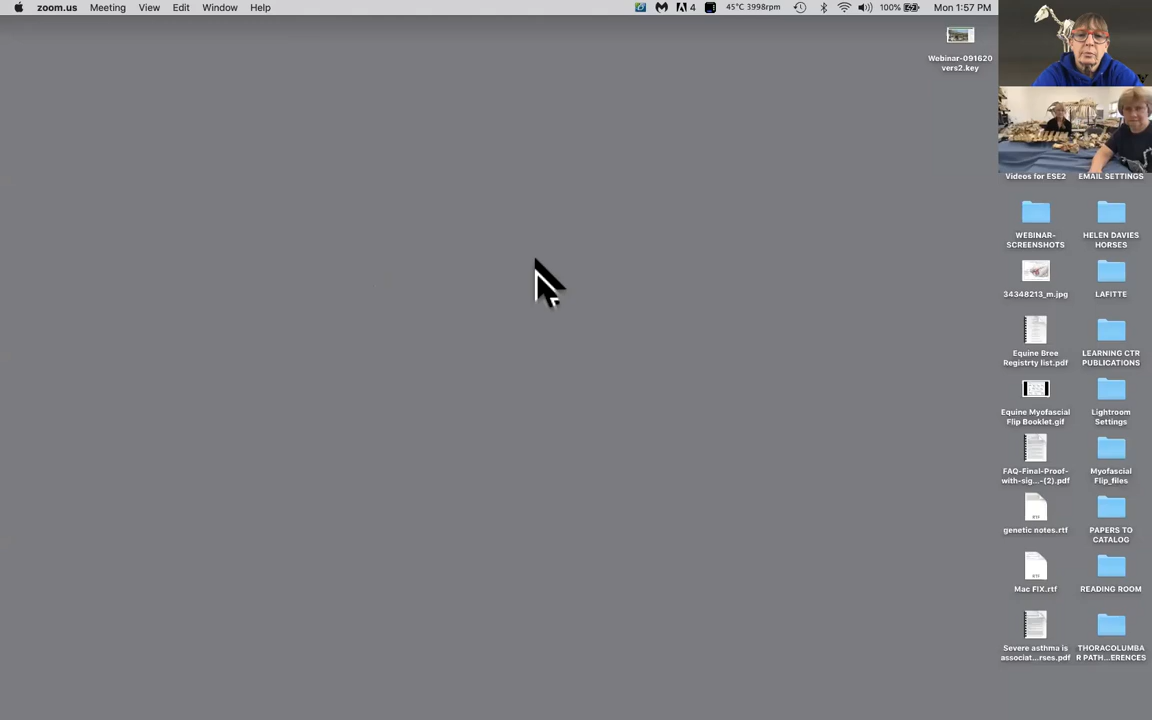 zoom.us Meeting View Edit Window Help
4 45°C 3998rpm 100% Mon 1:57 PM
Webinar-091620
vers2.key
Videos for ESE2
EMAIL SETTINGS
WEBINAR-
SCREENSHOTS
HELEN DAVIES
HORSES
34348213_m.jpg
LAFITTE
Equine Bree
Registrty list.pdf
LEARNING CTR
PUBLICATIONS
Equine Myofascial
Flip Booklet.gif
Lightroom
Settings
FAQ-Final-Proof-
with-sig...-(2).pdf
Myofascial
Flip_files
genetic notes.rtf
PAPERS TO
CATALOG
Mac FIX.rtf
READING ROOM
Severe asthma is
associat...rses.pdf
THORACOLUMBA
R PATH...ERENCES